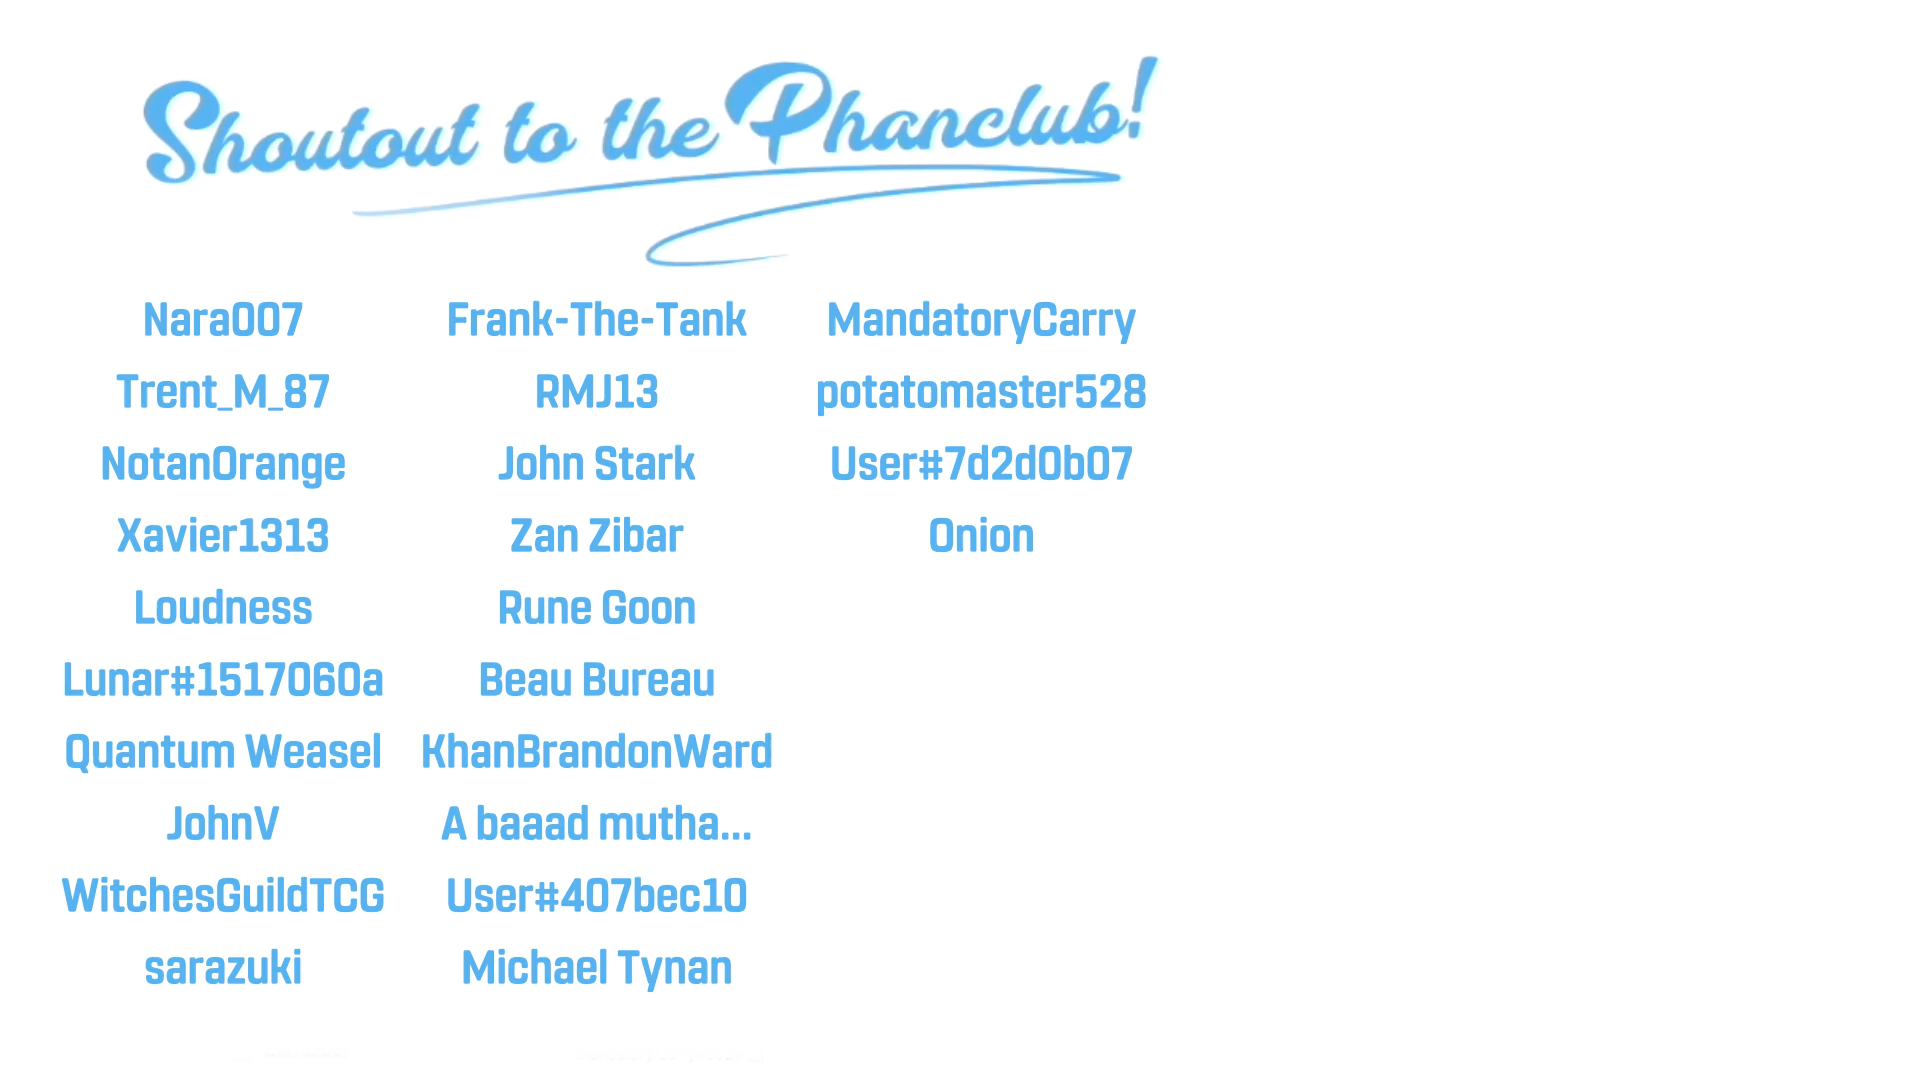 Shoutout to the Phanclub!
Nara007
Trent_M_87
NotanOrange
Xavier1313
Loudness
Lunar#1517060a
Quantum Weasel
JohnV
WitchesGuildTCG
sarazuki
Frank-The-Tank
RMJ13
John Stark
Zan Zibar
Rune Goon
Beau Bureau
KhanBrandonWard
A baaad mutha...
User#407bec10
Michael Tynan
MandatoryCarry
potatomaster528
User#7d2d0b07
Onion